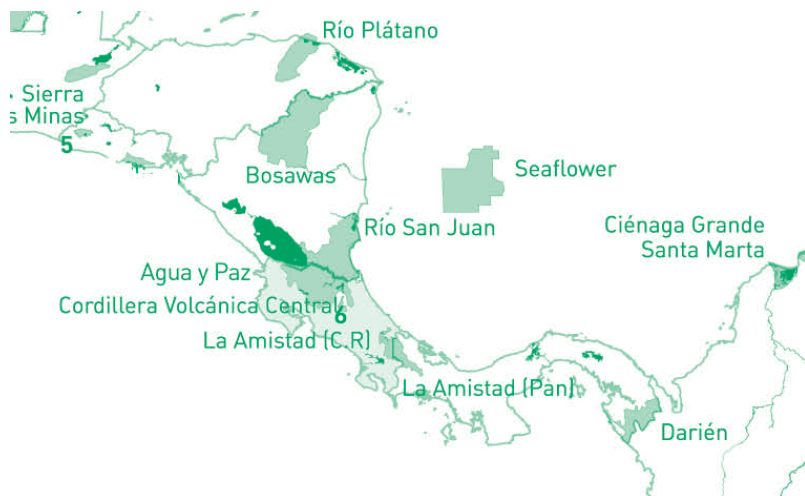 Río Plátano
Sierra
s Minas
5
Bosawas
Seaflower
Río San Juan
Ciénaga Grande
Santa Marta
Agua y Paz
Cordillera Volcánica Central
6
La Amistad (C.R)
La Amistad (Pan)
Darién